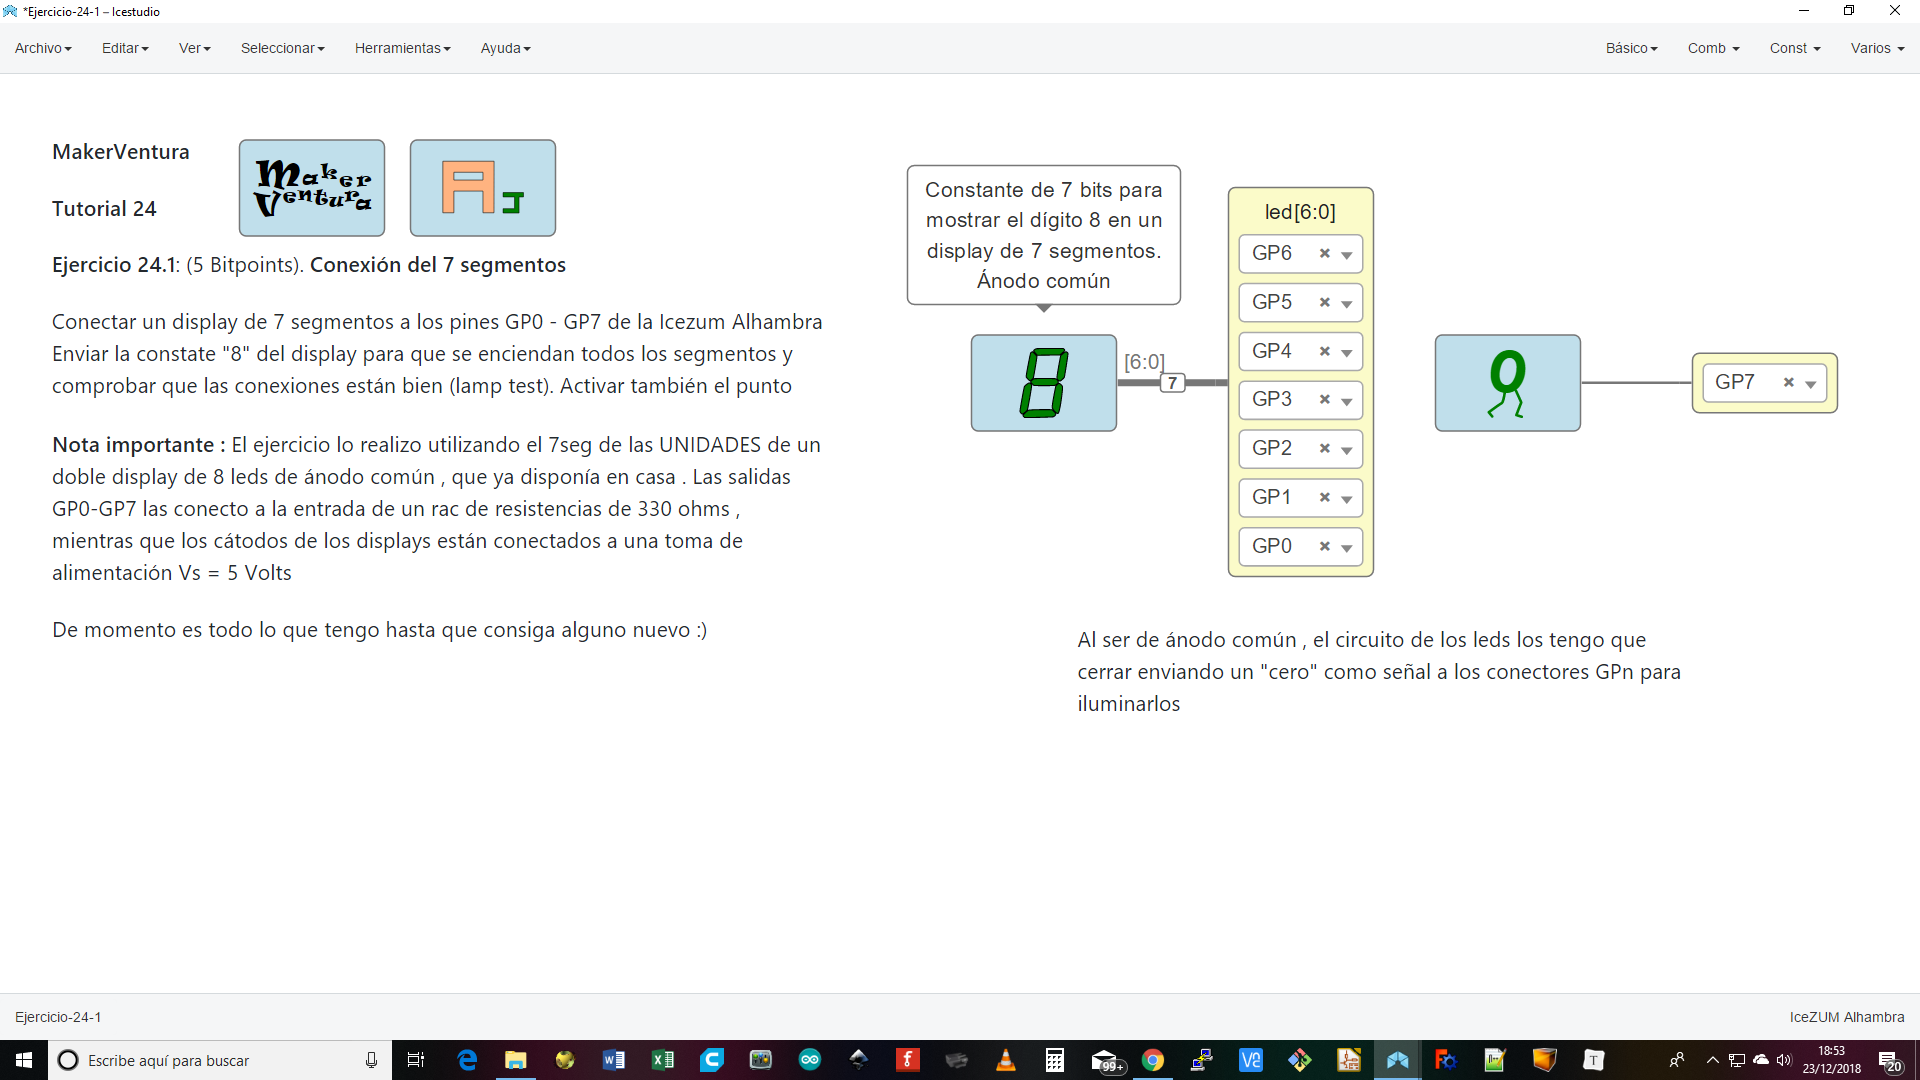 *Ejercicio-24-1 – Icestudio
Archivo Editar Ver Seleccionar Herramientas Ayuda Básico Comb Const Varios
MakerVentura
Maker
Ventura
AJ
Tutorial 24
Ejercicio 24.1: (5 Bitpoints). Conexión del 7 segmentos
Conectar un display de 7 segmentos a los pines GP0 - GP7 de la Icezum Alhambra
Enviar la constate "8" del display para que se enciendan todos los segmentos y
comprobar que las conexiones están bien (lamp test). Activar también el punto
Nota importante : El ejercicio lo realizo utilizando el 7seg de las UNIDADES de un
doble display de 8 leds de ánodo común , que ya disponía en casa . Las salidas
GP0-GP7 las conecto a la entrada de un rac de resistencias de 330 ohms ,
mientras que los cátodos de los displays están conectados a una toma de
alimentación Vs = 5 Volts
De momento es todo lo que tengo hasta que consiga alguno nuevo :)
Constante de 7 bits para
mostrar el dígito 8 en un
display de 7 segmentos.
Ánodo común
8
[6:0]
7
led[6:0]
GP6
GP5
GP4
GP3
GP2
GP1
GP0
0
GP7
Al ser de ánodo común , el circuito de los leds los tengo que
cerrar enviando un "cero" como señal a los conectores GPn para
iluminarlos
Ejercicio-24-1
IceZUM Alhambra
Escribe aquí para buscar
99+
18:53
23/12/2018
20